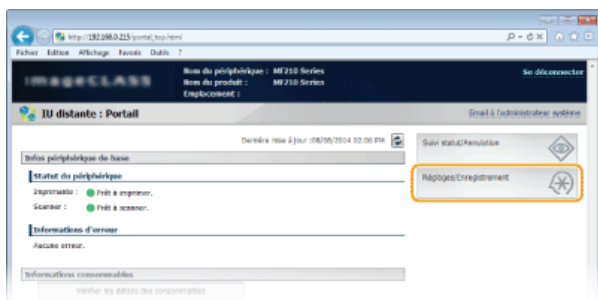 http://192.168.0.215/portal_top.html
Fichier Edition Affichage Favoris Outils ?
imageCLASS
Nom du périphérique : MF210 Series
Nom du produit : MF210 Series
Emplacement :
Se déconnecter
IU distante : Portail
Email à l'administrateur système
Dernière mise à jour :08/08/2014 02:06 PM
Infos périphérique de base
Statut du périphérique
Imprimante : Prêt à imprimer.
Scanner : Prêt à scanner.
Informations d'erreur
Aucune erreur.
Informations consommables
Vérifier les détails des consommables
Suivi statut/Annulation
Réglages/Enregistrement